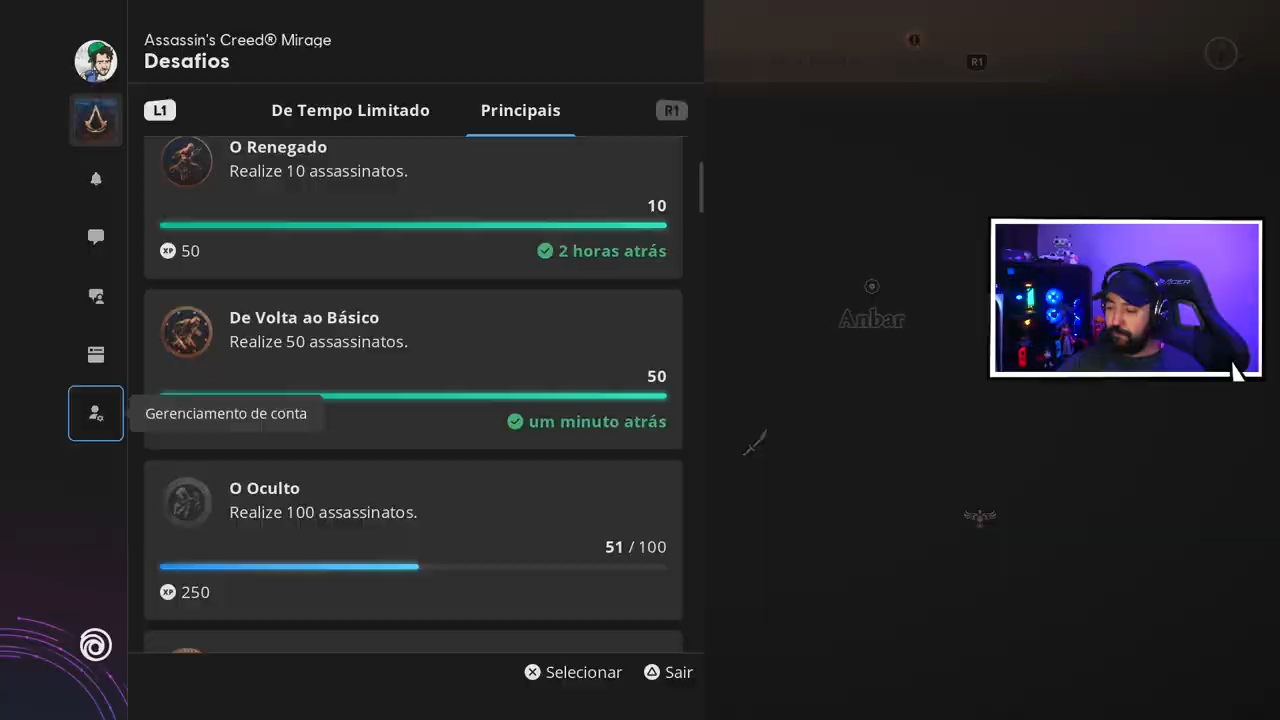 Assassin's Creed® Mirage
Desafios
L1
De Tempo Limitado
Principais
R1
O Renegado
Realize 10 assassinatos.
10
XP 50
2 horas atrás
De Volta ao Básico
Realize 50 assassinatos.
50
Gerenciamento de conta
um minuto atrás
O Oculto
Realize 100 assassinatos.
51 / 100
XP 250
Selecionar
Sair
R1
Anbar